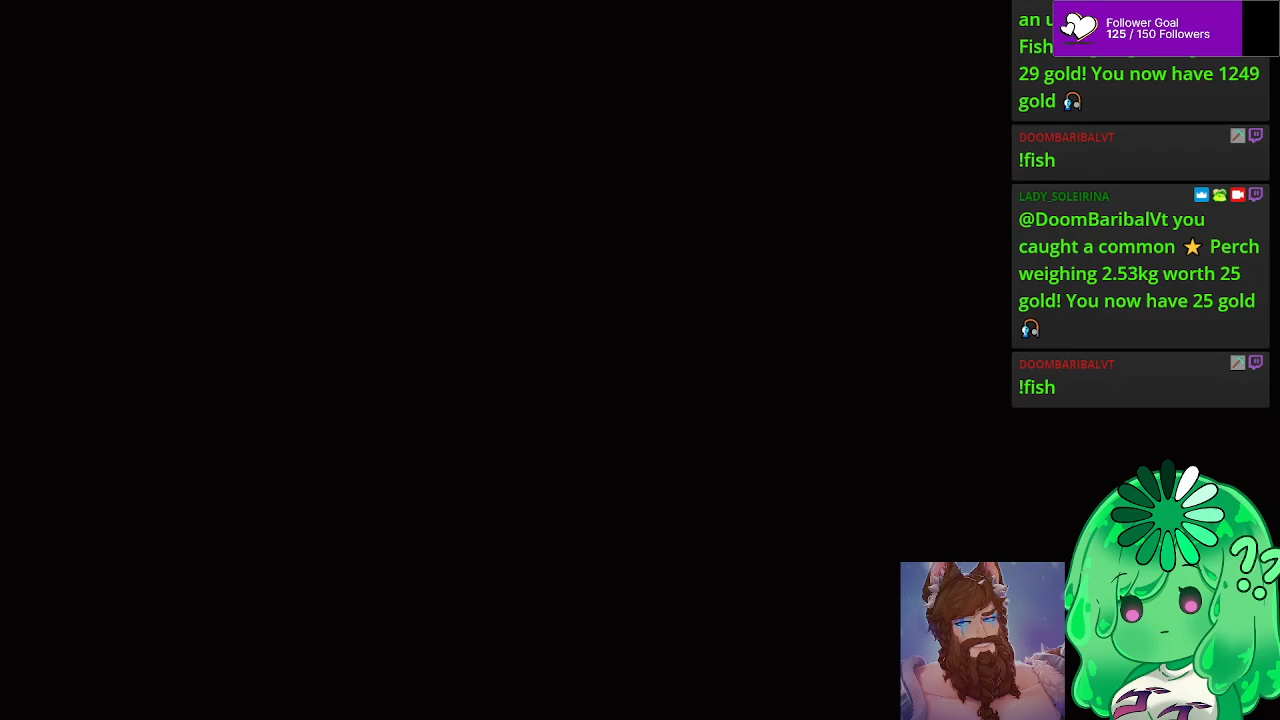 Follower Goal
125 / 150 Followers
an
Fish
29 gold! You now have 1249
gold
DOOMBARIBALVT
!fish
LADY_SOLEIRINA
@DoomBaribalVt you
caught a common ⭐ Perch
weighing 2.53kg worth 25
gold! You now have 25 gold
DOOMBARIBALVT
!fish
??